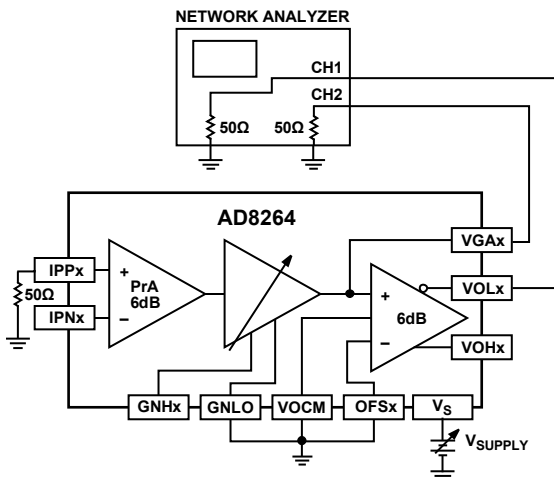 NETWORK ANALYZER
CH1
CH2
50Ω
50Ω
AD8264
IPPx
IPNx
50Ω
+
PrA
6dB
–
+
6dB
–
VGAx
VOLx
VOHx
GNHx
GNLO
VOCM
OFSx
VS
VSUPPLY